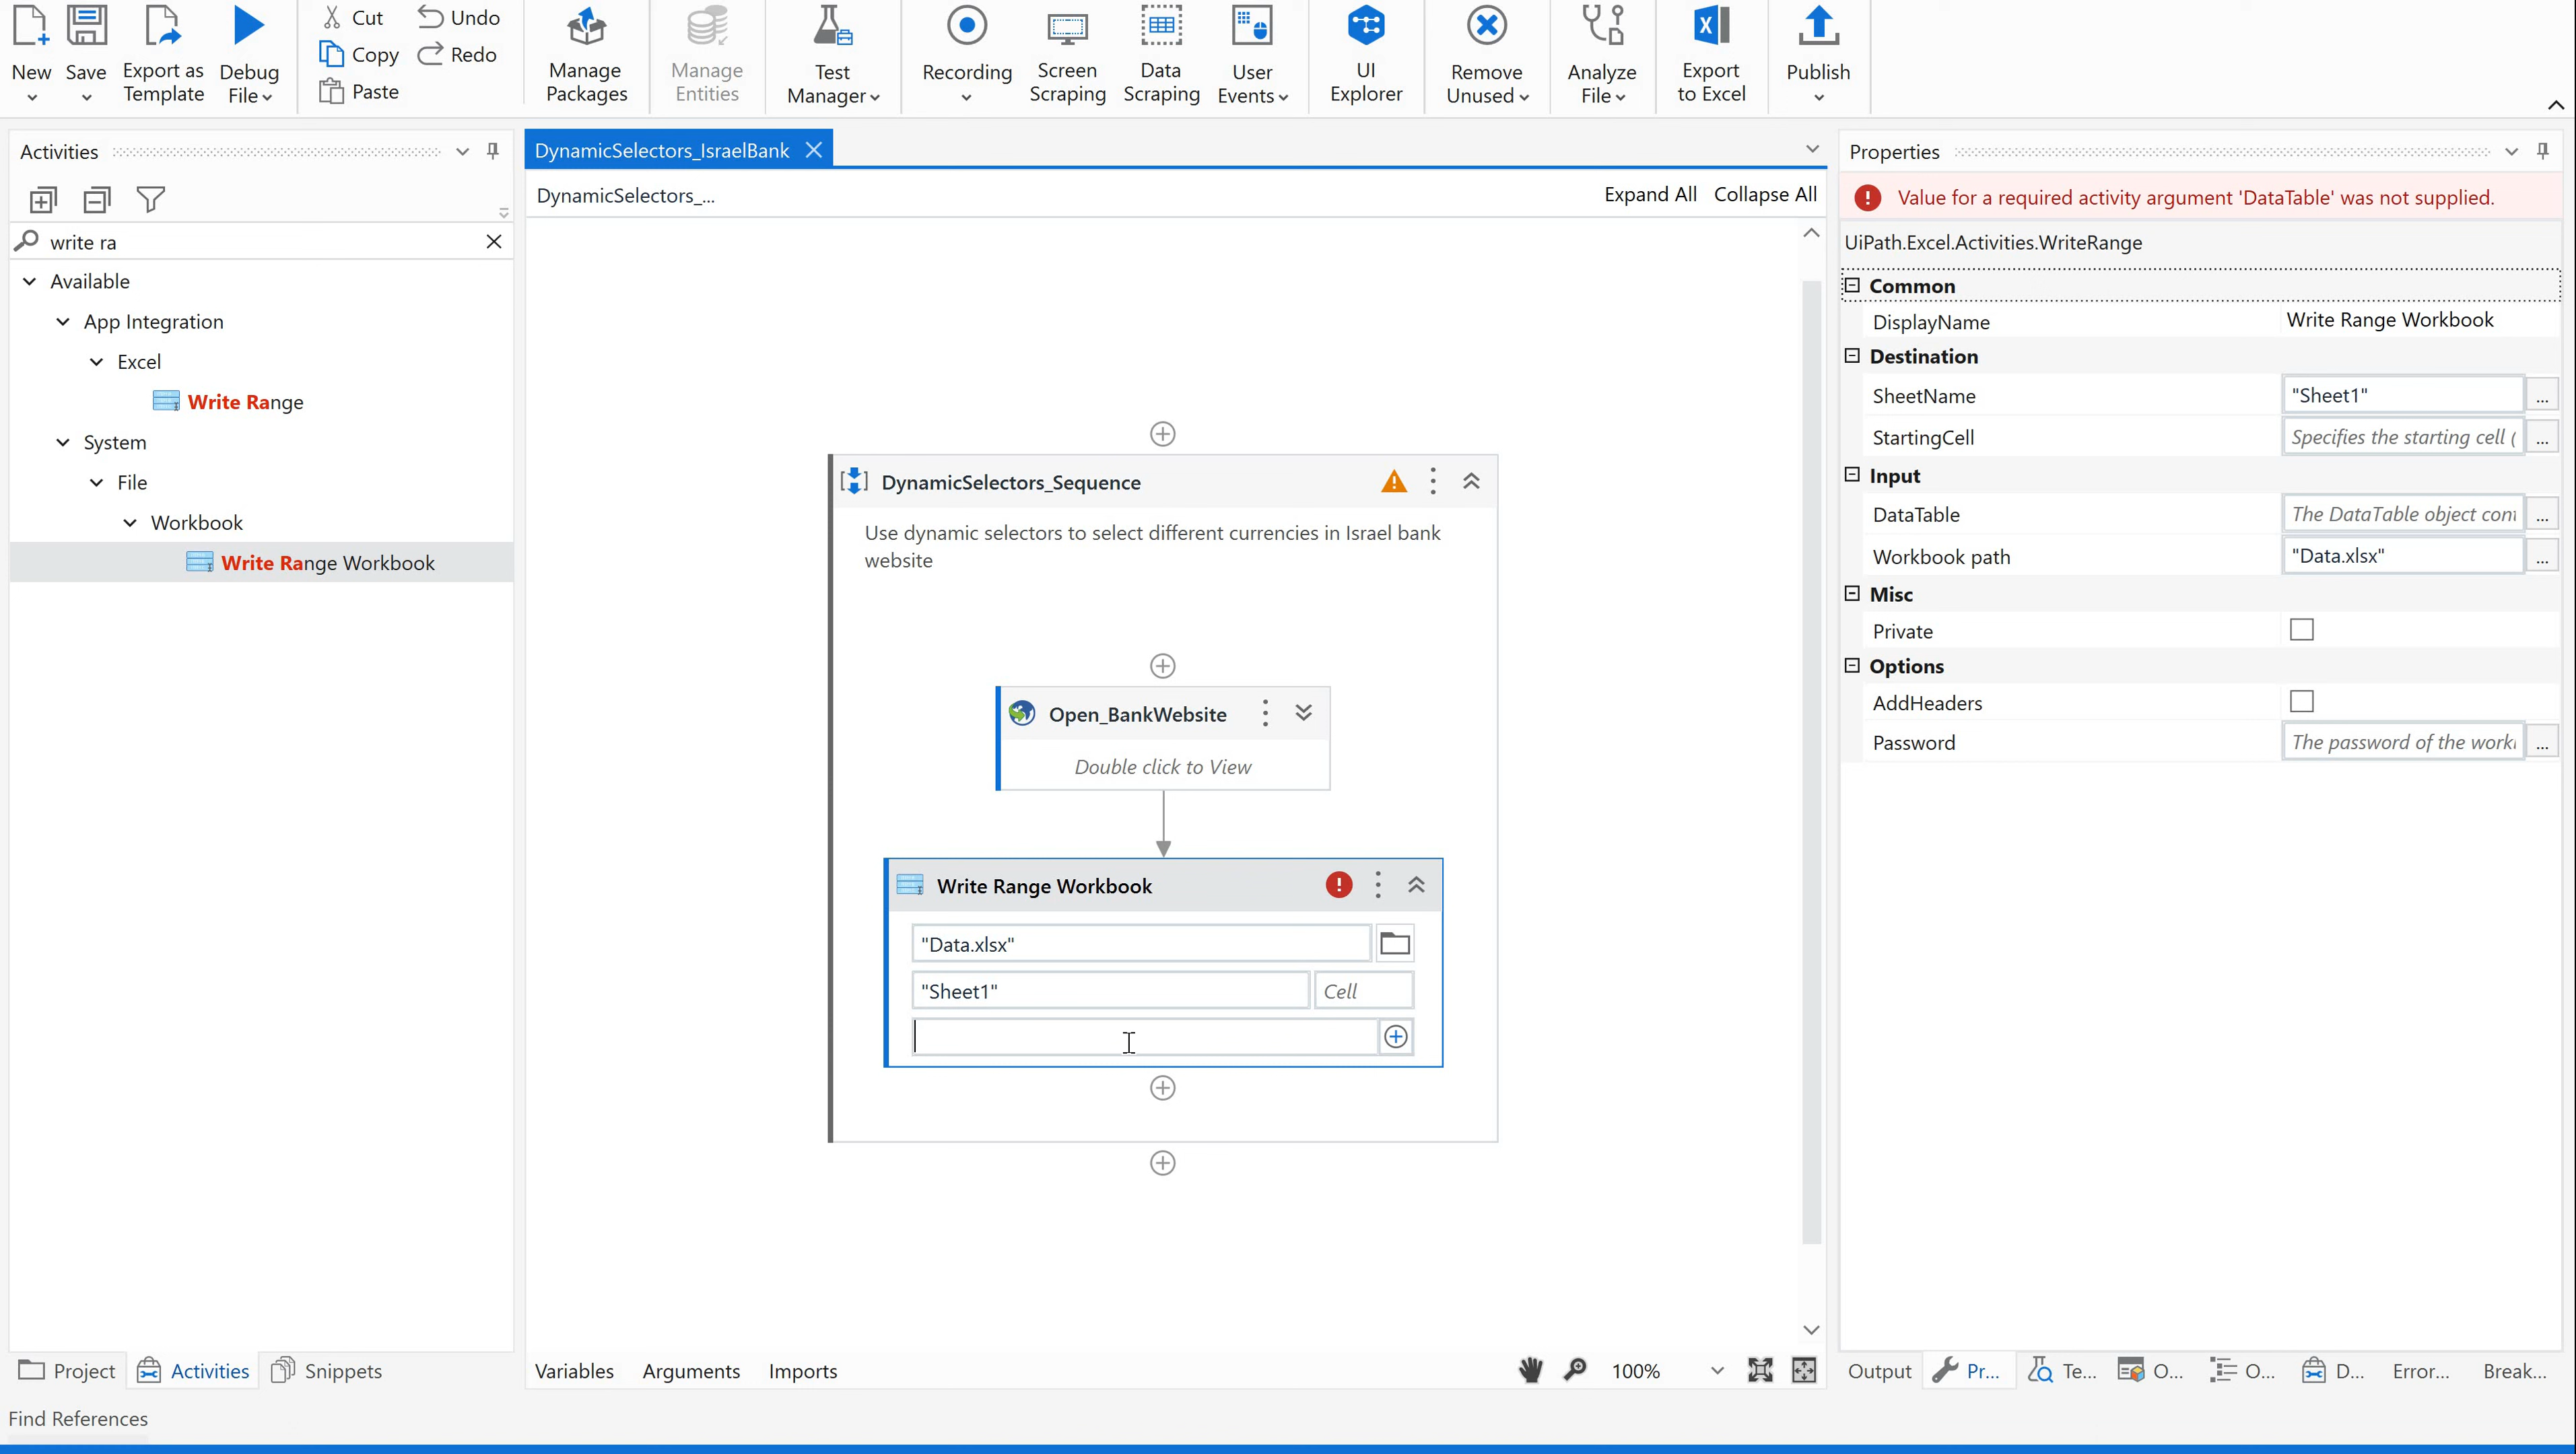 New
Save
Export as
Template
Debug
File
Cut
Copy
Paste
Undo
Redo
Manage
Packages
Manage
Entities
Test
Manager
Recording
Screen
Scraping
Data
Scraping
User
Events
UI
Explorer
Remove
Unused
Analyze
File
Export
to Excel
Publish
Activities
write ra
Available
App Integration
Excel
Write Range
System
File
Workbook
Write Range Workbook
DynamicSelectors_IsraelBank
DynamicSelectors_...
Expand All
Collapse All
DynamicSelectors_Sequence
Use dynamic selectors to select different currencies in Israel bank
website
Open_BankWebsite
Double click to View
Write Range Workbook
"Data.xlsx"
"Sheet1"
Cell
Properties
Value for a required activity argument 'DataTable' was not supplied.
UiPath.Excel.Activities.WriteRange
Common
DisplayName
Write Range Workbook
Destination
SheetName
"Sheet1"
...
StartingCell
Specifies the starting cell (
...
Input
DataTable
The DataTable object con
...
Workbook path
"Data.xlsx"
...
Misc
Private
Options
AddHeaders
Password
The password of the work
...
Project
Activities
Snippets
Variables
Arguments
Imports
100%
Output
Pr...
Te...
O...
O...
D...
Error...
Break...
Find References